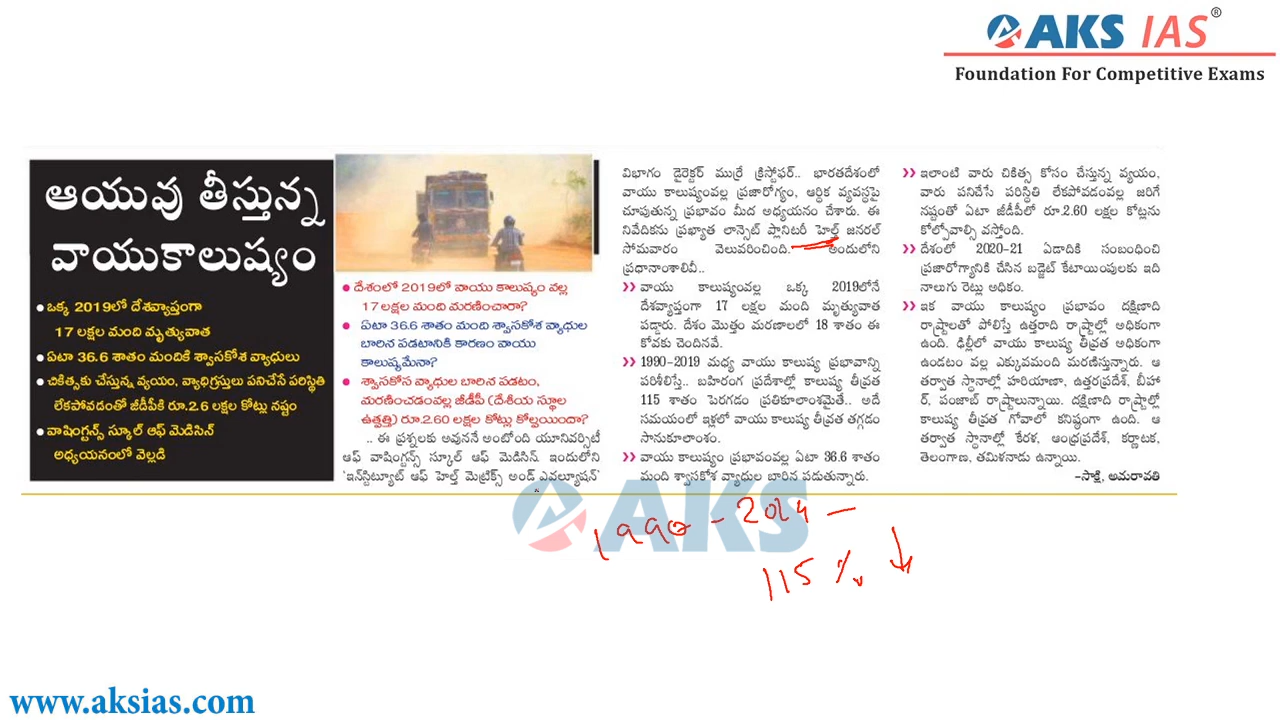 AKS IAS®
Foundation For Competitive Exams
ఆయువు తీస్తున్న
వాయుకాలుష్యం
● ఒక్క 2019లో దేశవ్యాప్తంగా
17 లక్షల మంది మృత్యువాత
● ఏటా 36.6 శాతం మందికి శ్వాసకోశ వ్యాధులు
● చికిత్సకు చేస్తున్న వ్యయం, వ్యాధిగ్రస్తులు పనిచేసే పరిస్థితి
లేకపోవడంతో జీడీపీకి రూ.2.6 లక్షల కోట్లు నష్టం
● వాషింగ్టన్స్ స్కూల్ ఆఫ్ మెడిసిన్
అధ్యయనంలో వెల్లడి
● దేశంలో 2019లో వాయు కాలుష్యం వల్ల
17 లక్షల మంది మరణించారా?
● ఏటా 36.6 శాతం మంది శ్వాసకోశ వ్యాధుల
బారిన పడటానికి కారణం వాయు
కాలుష్యమేనా?
● శ్వాసకోస వ్యాధుల బారిన పడటం,
మరణించడంవల్ల జీడీపీ (దేశీయ స్థూల
ఉత్పత్తి) రూ.2.60 లక్షల కోట్లు కోల్పయిందా?
.. ఈ ప్రశ్నలకు అవుననే అంటోంది యూనివర్సిటీ
ఆఫ్ వాషింగ్టన్స్ స్కూల్ ఆఫ్ మెడిసిన్. ఇందులోని
'ఇన్‌స్టిట్యూట్ ఆఫ్ హెల్త్ మెట్రిక్స్ అండ్ ఎవల్యూషన్'
విభాగం డైరెక్టర్ ముర్రే క్రిస్టోఫర్.. భారతదేశంలో
వాయు కాలుష్యంవల్ల ప్రజారోగ్యం, ఆర్థిక వ్యవస్థపై
చూపుతున్న ప్రభావం మీద అధ్యయనం చేశారు. ఈ
నివేదికను ప్రఖ్యాత లాన్సెట్ ప్లానిటరీ హెల్త్ జనరల్
సోమవారం వెలువరించింది. అందులోని
ప్రధానాంశాలివీ..
›› వాయు కాలుష్యంవల్ల ఒక్క 2019లోనే
దేశవ్యాప్తంగా 17 లక్షల మంది మృత్యువాత
పడ్డారు. దేశం మొత్తం మరణాలలో 18 శాతం ఈ
కోవకు చెందినవే.
›› 1990-2019 మధ్య వాయు కాలుష్య ప్రభావాన్ని
పరిశీలిస్తే.. బహిరంగ ప్రదేశాల్లో కాలుష్య తీవ్రత
115 శాతం పెరగడం ప్రతికూలాంశమైతే.. అదే
సమయంలో ఇళ్లలో వాయు కాలుష్య తీవ్రత తగ్గడం
సానుకూలాంశం.
›› వాయు కాలుష్యం ప్రభావంవల్ల ఏటా 36.6 శాతం
మంది శ్వాసకోశ వ్యాధుల బారిన పడుతున్నారు.
›› ఇలాంటి వారు చికిత్స కోసం చేస్తున్న వ్యయం,
వారు పనిచేసే పరిస్థితి లేకపోవడంవల్ల జరిగే
నష్టంతో ఏటా జీడీపీలో రూ.2.60 లక్షల కోట్లను
కోల్పోవాల్సి వస్తోంది.
›› దేశంలో 2020-21 ఏడాదికి సంబంధించి
ప్రజారోగ్యానికి చేసిన బడ్జెట్ కేటాయింపులకు ఇది
నాలుగు రెట్లు అధికం.
›› ఇక వాయు కాలుష్యం ప్రభావం దక్షిణాది
రాష్ట్రాలతో పోలిస్తే ఉత్తరాది రాష్ట్రాల్లో అధికంగా
ఉంది. ఢిల్లీలో వాయు కాలుష్య తీవ్రత అధికంగా
ఉండటం వల్ల ఎక్కువమంది మరణిస్తున్నారు. ఆ
తర్వాత స్థానాల్లో హరియాణా, ఉత్తరప్రదేశ్, బీహా
ర్, పంజాబ్ రాష్ట్రాలున్నాయి. దక్షిణాది రాష్ట్రాల్లో
కాలుష్య తీవ్రత గోవాలో కనిష్టంగా ఉంది. ఆ
తర్వాత స్థానాల్లో కేరళ, ఆంధ్రప్రదేశ్, కర్ణాటక,
తెలంగాణ, తమిళనాడు ఉన్నాయి.
–సాక్షి, అమరావతి
AKS
1990 - 2024 -
115 % ↓
www.aksias.com